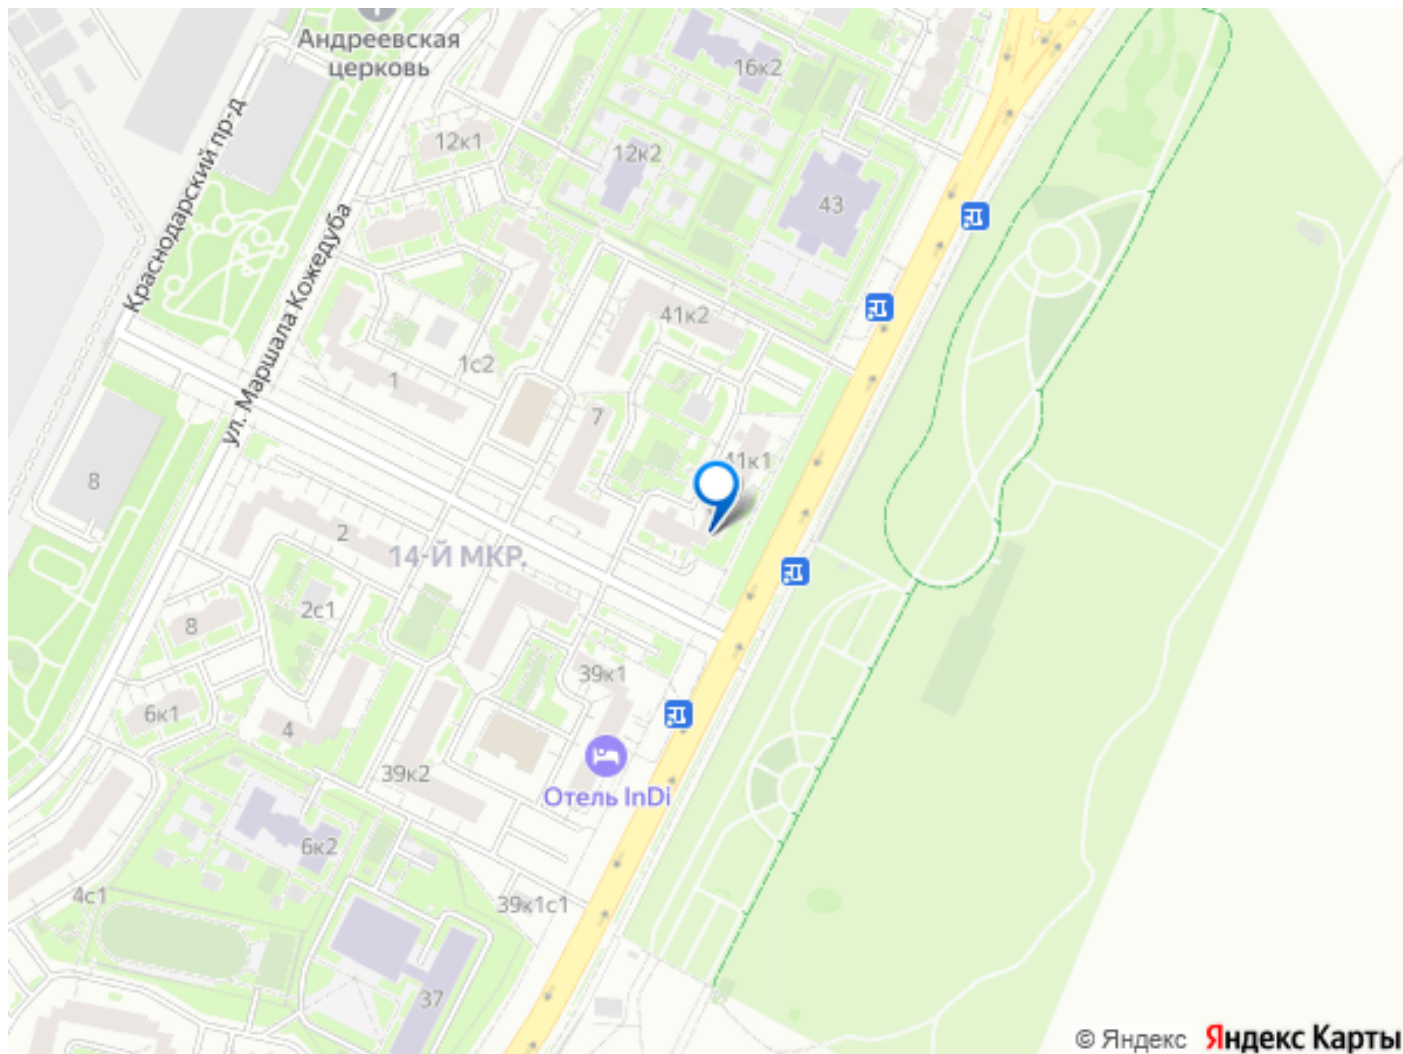 Андреевская
церковь
16к2
Краснодарский пр-д
12к1
12к2
43
ул. Маршала Кожедуба
41к2
1с2
1
7
41к1
8
2
14-Й МКР.
2с1
8
39к1
6к1
4
39к2
Отель InDi
6к2
4с1
39к1с1
37
© Яндекс Яндекс Карты